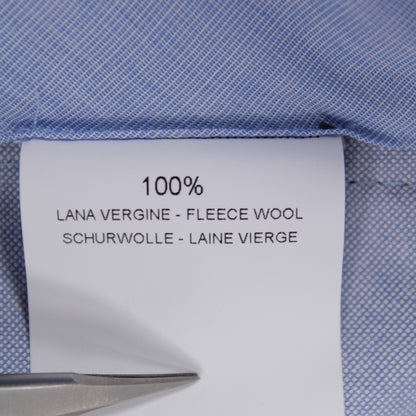 100%
LANA VERGINE - FLEECE WOOL
SCHURWOLLE - LAINE VIERGE